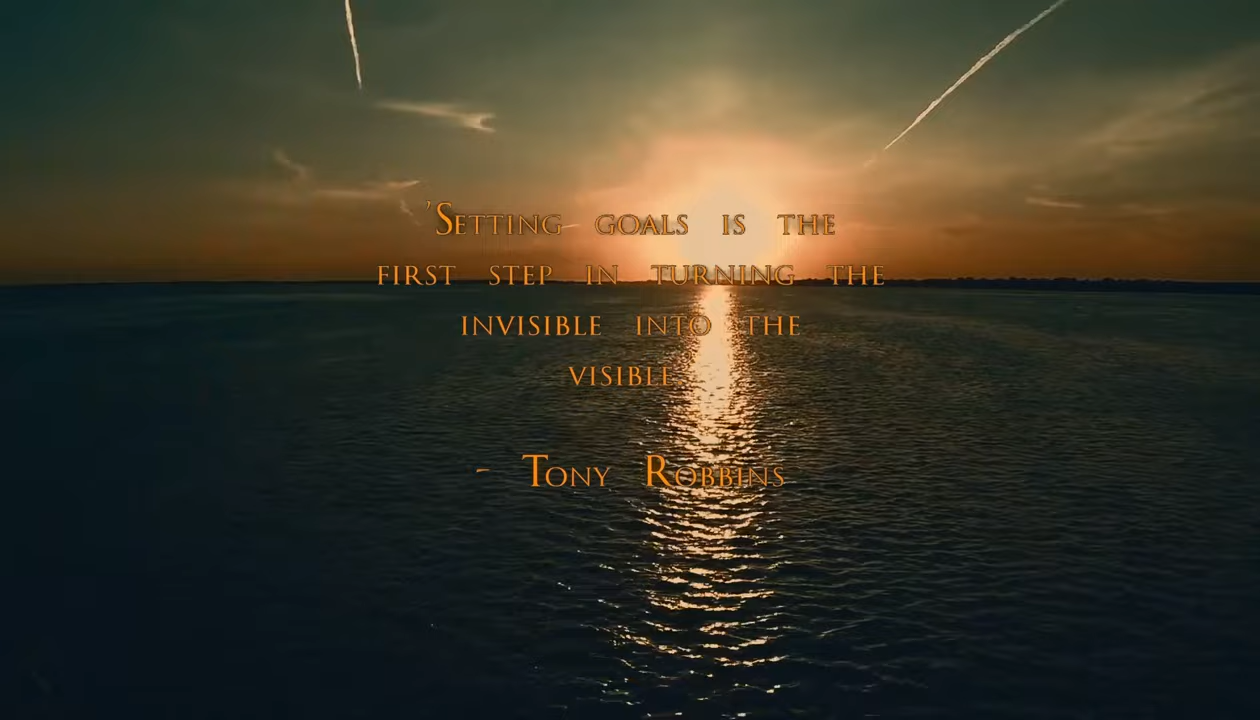 'Setting goals is the
first step in turning the
invisible into the
visible
- Tony Robbins